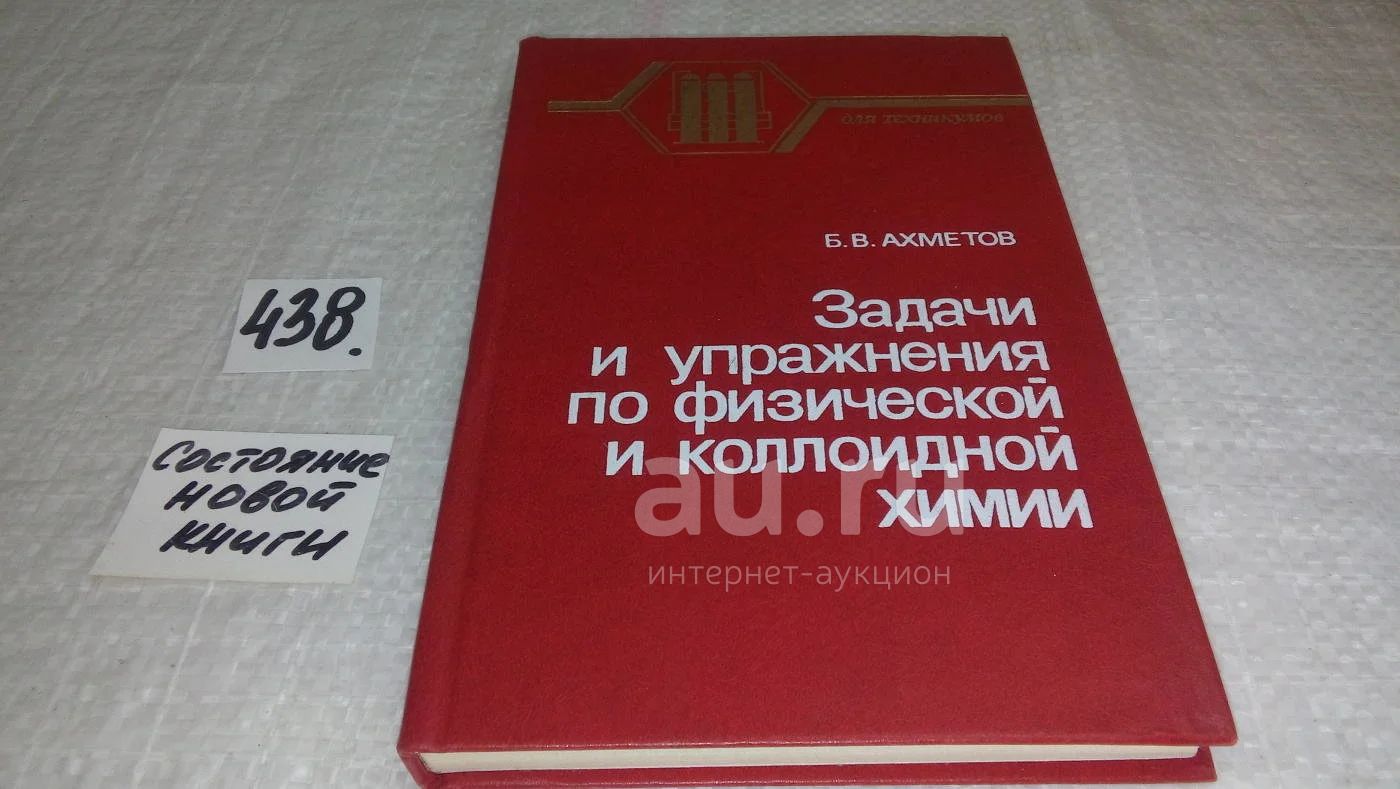 для техникумов
Б.В. АХМЕТОВ
Задачи
и упражнения
по физической
и коллоидной
химии
438.
Состояние
новой
книги
au.ru
интернет-аукцион